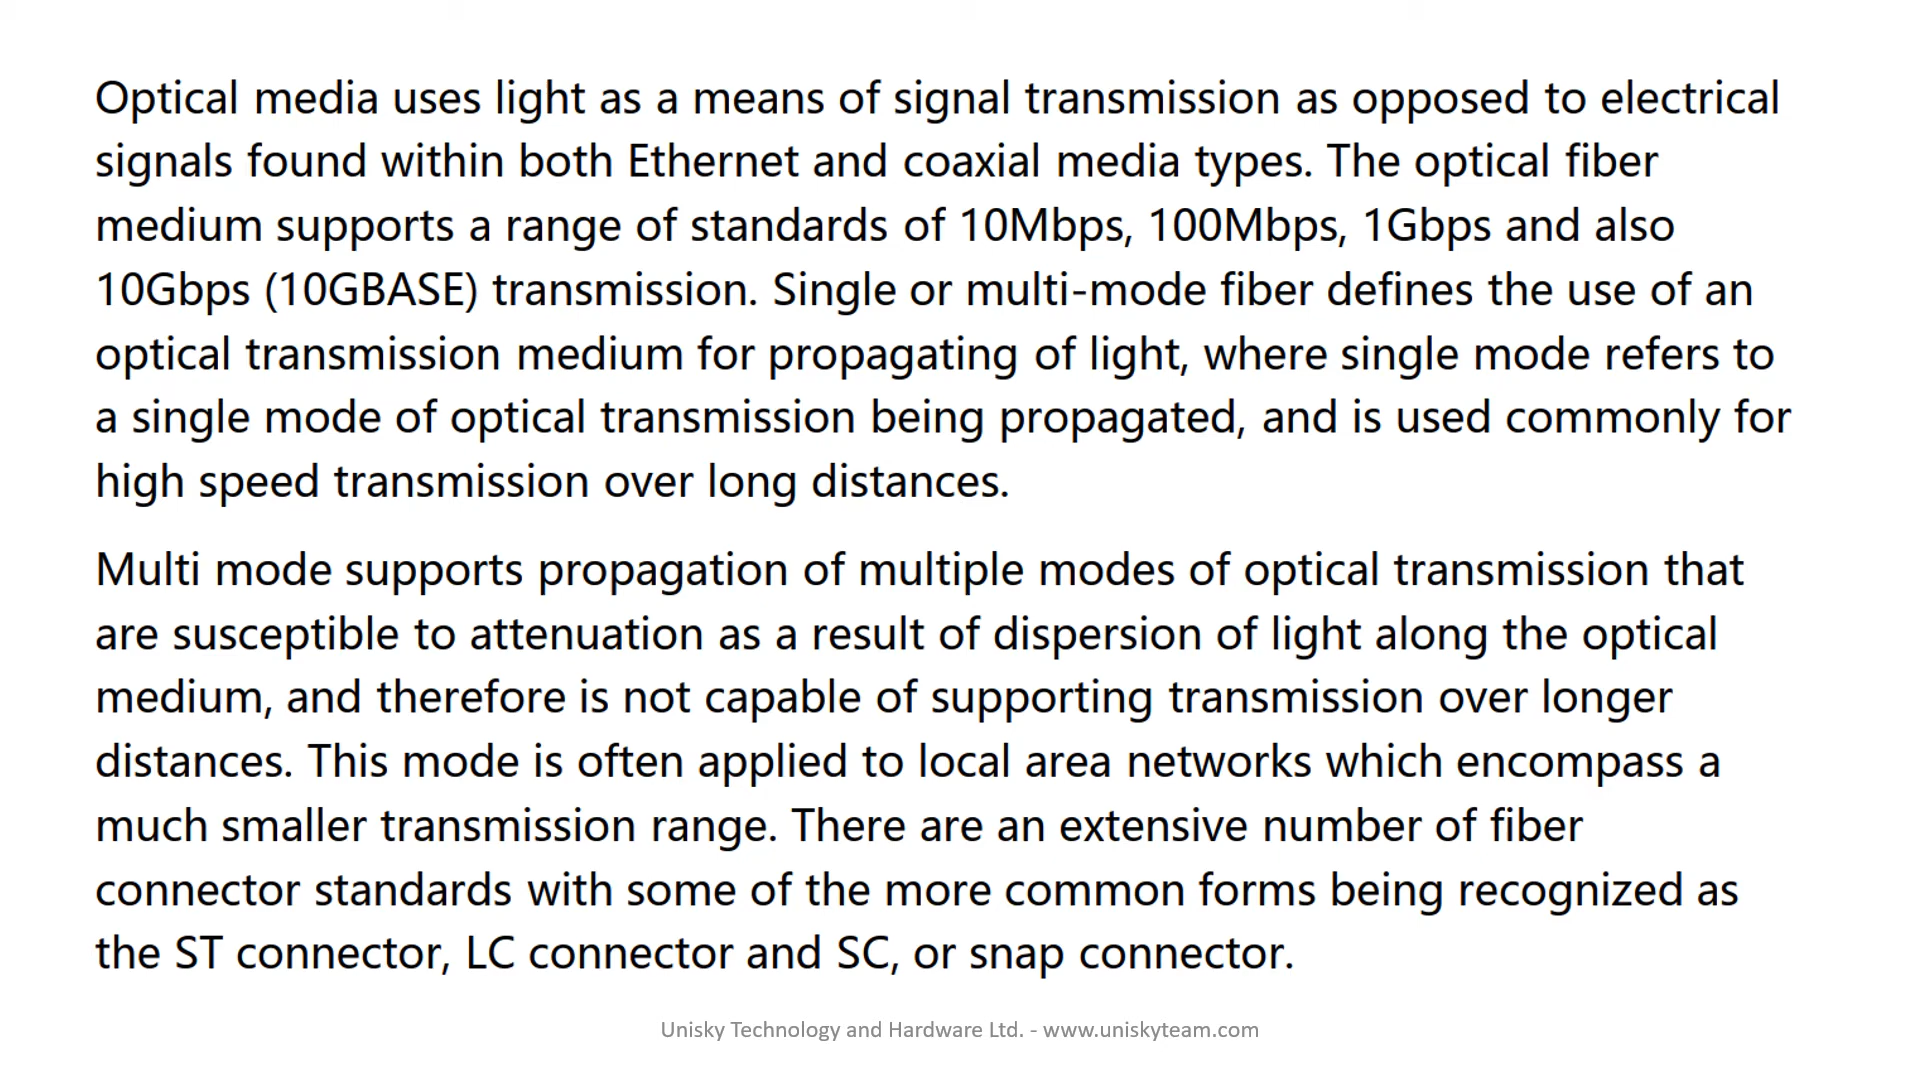 Optical media uses light as a means of signal transmission as opposed to electrical
signals found within both Ethernet and coaxial media types. The optical fiber
medium supports a range of standards of 10Mbps, 100Mbps, 1Gbps and also
10Gbps (10GBASE) transmission. Single or multi-mode fiber defines the use of an
optical transmission medium for propagating of light, where single mode refers to
a single mode of optical transmission being propagated, and is used commonly for
high speed transmission over long distances.
Multi mode supports propagation of multiple modes of optical transmission that
are susceptible to attenuation as a result of dispersion of light along the optical
medium, and therefore is not capable of supporting transmission over longer
distances. This mode is often applied to local area networks which encompass a
much smaller transmission range. There are an extensive number of fiber
connector standards with some of the more common forms being recognized as
the ST connector, LC connector and SC, or snap connector.
Unisky Technology and Hardware Ltd. - www.uniskyteam.com